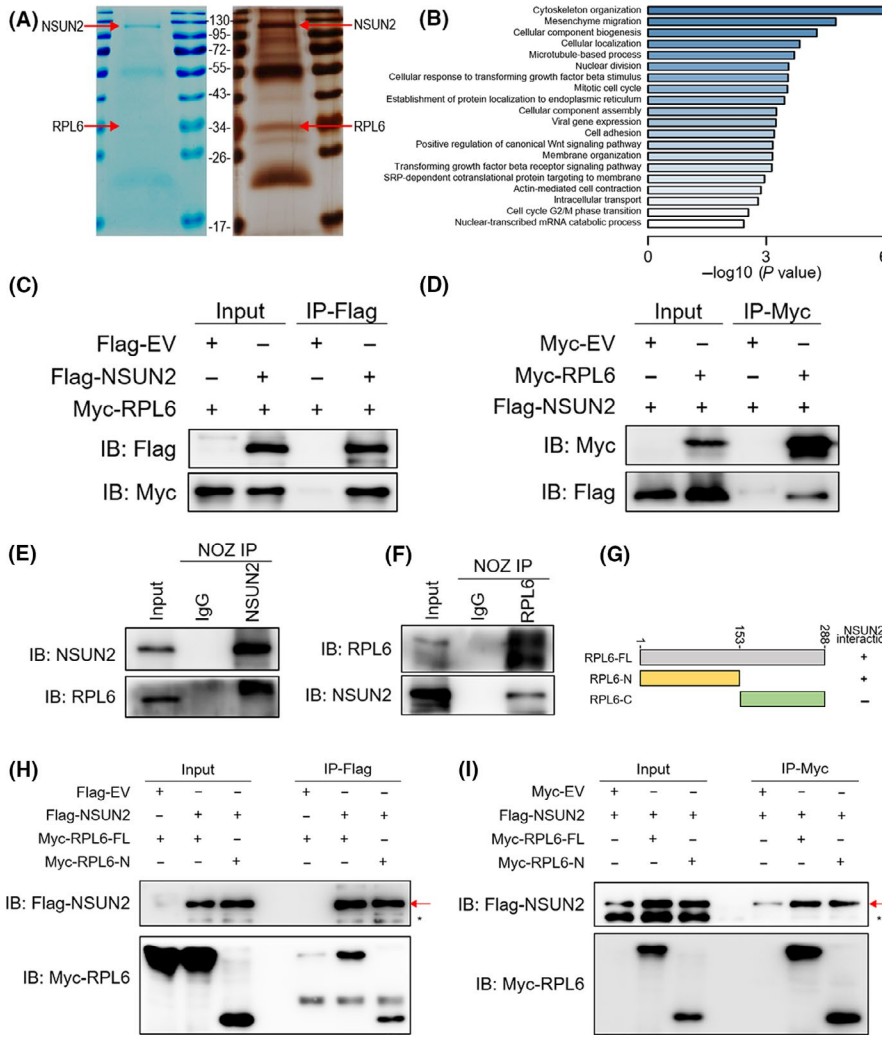 (A)
NSUN2
RPL6
-130-
-95-
-72-
-55-
-43-
-34-
-26-
-17-
NSUN2
RPL6
(B)
Cytoskeleton organization
Mesenchyme migration
Cellular component biogenesis
Cellular localization
Microtubule-based process
Nuclear division
Cellular response to transforming growth factor beta stimulus
Mitotic cell cycle
Establishment of protein localization to endoplasmic reticulum
Cellular component assembly
Viral gene expression
Cell adhesion
Positive regulation of canonical Wnt signaling pathway
Membrane organization
Transforming growth factor beta receptor signaling pathway
SRP-dependent cotranslational protein targeting to membrane
Actin-mediated cell contraction
Intracellular transport
Cell cycle G2/M phase transition
Nuclear-transcribed mRNA catabolic process
0 3 6
−log10 (P value)
(C)
Input IP-Flag
Flag-EV + − + −
Flag-NSUN2 − + − +
Myc-RPL6 + + + +
IB: Flag
IB: Myc
(D)
Input IP-Myc
Myc-EV + − + −
Myc-RPL6 − + − +
Flag-NSUN2 + + + +
IB: Myc
IB: Flag
(E)
NOZ IP
Input IgG NSUN2
IB: NSUN2
IB: RPL6
(F)
NOZ IP
Input IgG RPL6
IB: RPL6
IB: NSUN2
(G)
1 153 288 NSUN2
interaction
RPL6-FL +
RPL6-N +
RPL6-C −
(H)
Input IP-Flag
Flag-EV + − − + − −
Flag-NSUN2 − + + − + +
Myc-RPL6-FL + + − + + −
Myc-RPL6-N − − + − − +
IB: Flag-NSUN2
*
IB: Myc-RPL6
(I)
Input IP-Myc
Myc-EV + − − + − −
Flag-NSUN2 + + + + + +
Myc-RPL6-FL − + − − + −
Myc-RPL6-N − − + − − +
IB: Flag-NSUN2
*
IB: Myc-RPL6